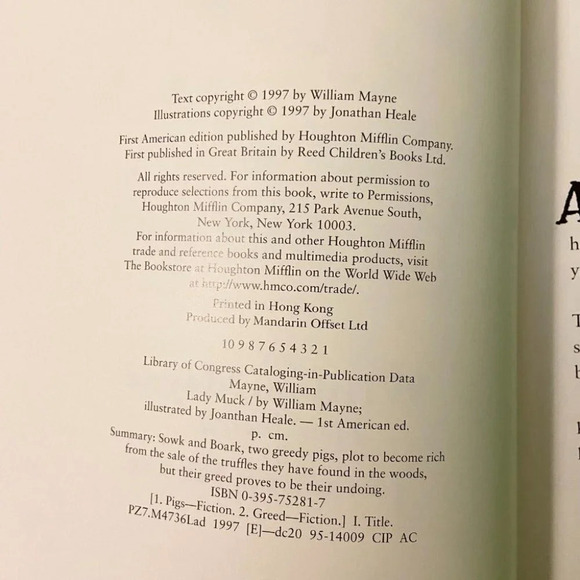 Text copyright © 1997 by William Mayne
Illustrations copyright © 1997 by Jonathan Heale
First American edition published by Houghton Mifflin Company.
First published in Great Britain by Reed Children's Books Ltd.
All rights reserved. For information about permission to
reproduce selections from this book, write to Permissions,
Houghton Mifflin Company, 215 Park Avenue South,
New York, New York 10003.
For information about this and other Houghton Mifflin
trade and reference books and multimedia products, visit
The Bookstore at Houghton Mifflin on the World Wide Web
at http://www.hmco.com/trade/.
Printed in Hong Kong
Produced by Mandarin Offset Ltd
10 9 8 7 6 5 4 3 2 1
Library of Congress Cataloging-in-Publication Data
Mayne, William
Lady Muck / by William Mayne;
illustrated by Joanthan Heale. — 1st American ed.
p. cm.
Summary: Sowk and Boark, two greedy pigs, plot to become rich
from the sale of the truffles they have found in the woods,
but their greed proves to be their undoing.
ISBN 0-395-75281-7
[1. Pigs—Fiction. 2. Greed—Fiction.] I. Title.
PZ7.M4736Lad 1997 [E]—dc20 95-14009 CIP AC